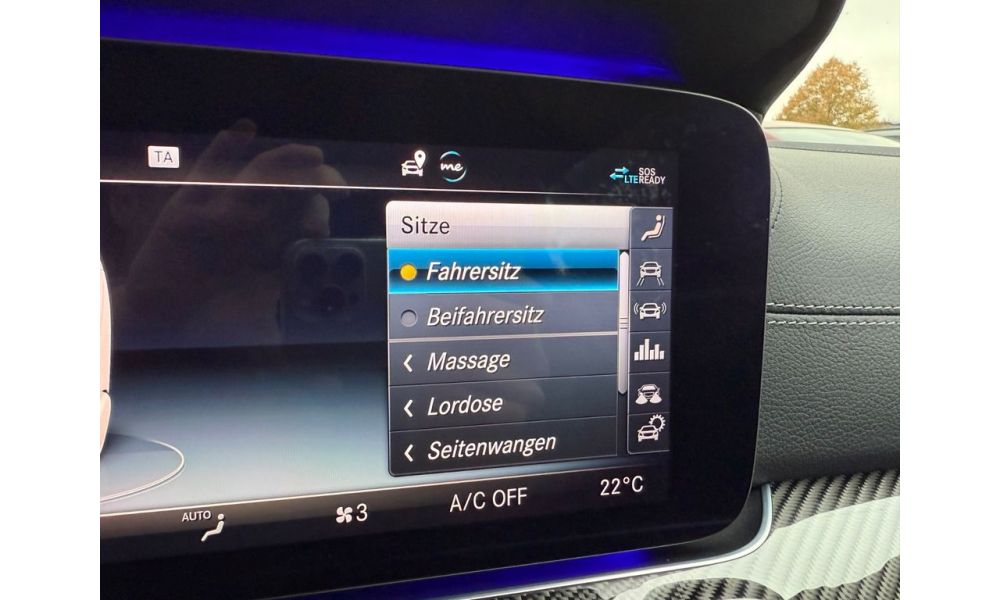 TA
me
SOS
LTE READY
Sitze
Fahrersitz
Beifahrersitz
Massage
Lordose
Seitenwangen
AUTO
3
A/C OFF
22°C